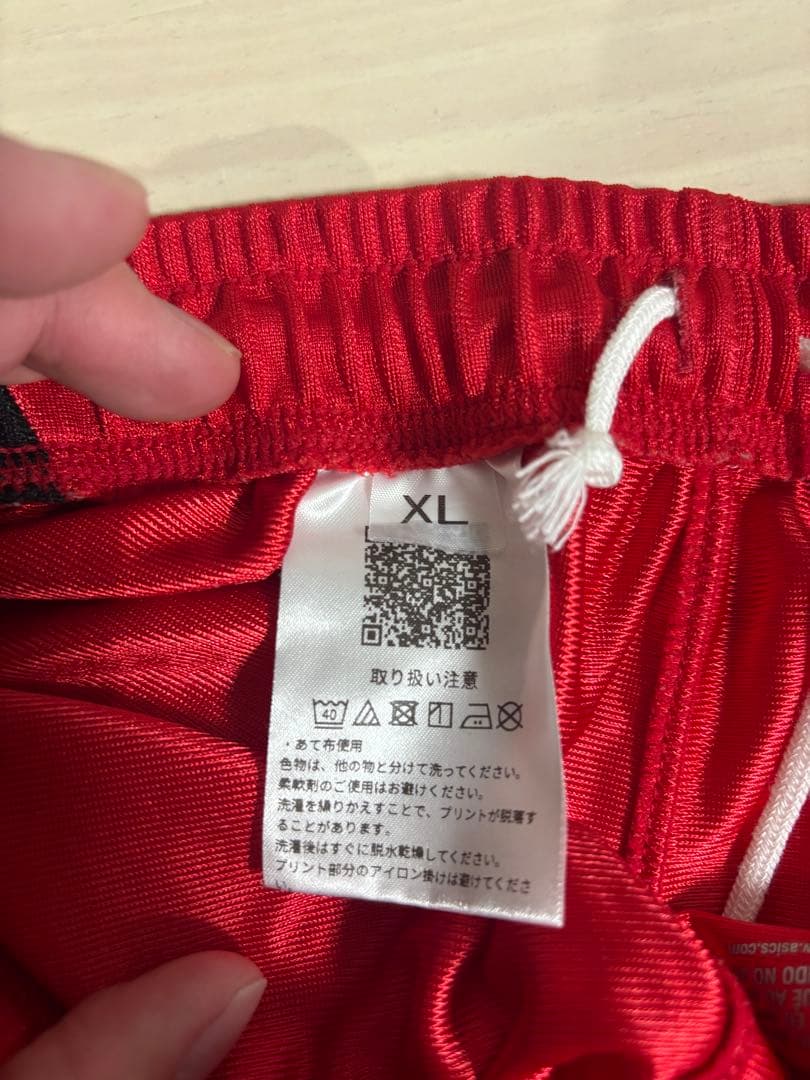 XL
取り扱い注意
40
・あて布使用
色物は、他の物と分けて洗ってください。
柔軟剤のご使用はお避けください。
洗濯を繰りかえすことで、プリントが脱落す
ることがあります。
洗濯後はすぐに脱水乾燥してください。
プリント部分のアイロン掛けは避けてくださ
w.asics.com
DO NO